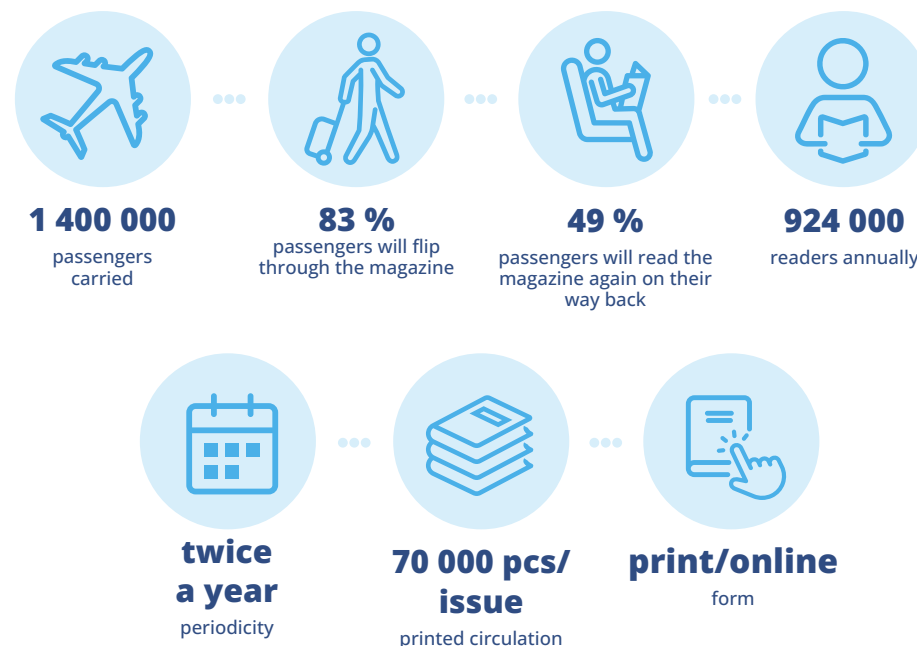 1 400 000
passengers
carried
83 %
passengers will flip
through the magazine
49 %
passengers will read the
magazine again on their
way back
924 000
readers annually
twice
a year
periodicity
70 000 pcs/
issue
printed circulation
print/online
form